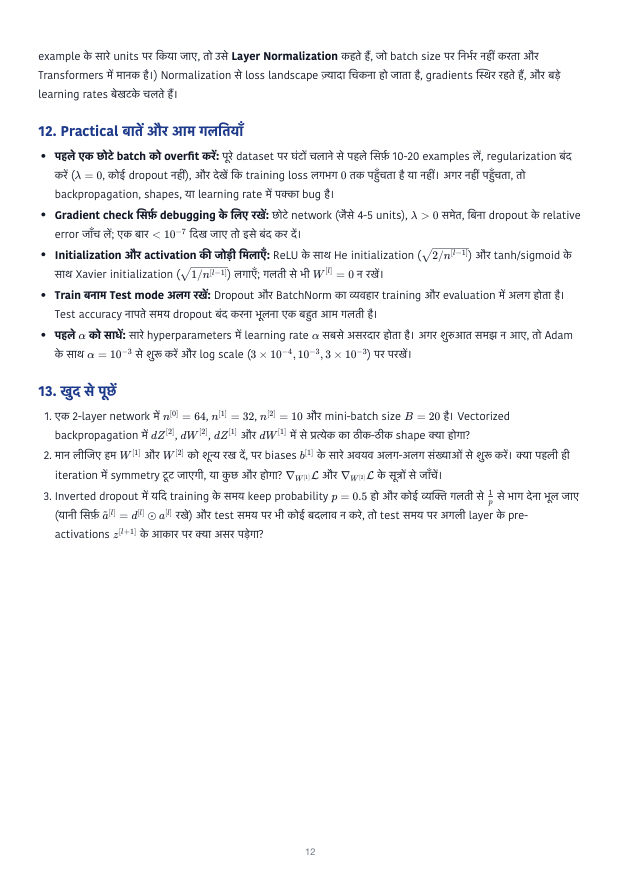 example के सारे units पर किया जाए, तो उसे Layer Normalization कहते हैं, जो batch size पर निर्भर नहीं करता और
Transformers में मानक है।) Normalization से loss landscape ज़्यादा चिकना हो जाता है, gradients स्थिर रहते हैं, और बड़े
learning rates बेखटके चलते हैं।
12. Practical बातें और आम गलतियाँ
• पहले एक छोटे batch को overfit करें: पूरे dataset पर घंटों चलाने से पहले सिर्फ़ 10-20 examples लें, regularization बंद
करें (λ = 0, कोई dropout नहीं), और देखें कि training loss लगभग 0 तक पहुँचता है या नहीं। अगर नहीं पहुँचता, तो
backpropagation, shapes, या learning rate में पक्का bug है।
• Gradient check सिर्फ़ debugging के लिए रखें: छोटे network (जैसे 4-5 units), λ > 0 समेत, बिना dropout के relative
error जाँच लें; एक बार < 10⁻⁷ दिख जाए तो इसे बंद कर दें।
• Initialization और activation की जोड़ी मिलाएँ: ReLU के साथ He initialization (√(2/n^{[l−1]})) और tanh/sigmoid के
साथ Xavier initialization (√(1/n^{[l−1]})) लगाएँ; गलती से भी W^{[l]} = 0 न रखें।
• Train बनाम Test mode अलग रखें: Dropout और BatchNorm का व्यवहार training और evaluation में अलग होता है।
Test accuracy नापते समय dropout बंद करना भूलना एक बहुत आम गलती है।
• पहले α को साधें: सारे hyperparameters में learning rate α सबसे असरदार होता है। अगर शुरुआत समझ न आए, तो Adam
के साथ α = 10⁻³ से शुरू करें और log scale (3 × 10⁻⁴, 10⁻³, 3 × 10⁻³) पर परखें।
13. खुद से पूछें
1. एक 2-layer network में n^{[0]} = 64, n^{[1]} = 32, n^{[2]} = 10 और mini-batch size B = 20 है। Vectorized
backpropagation में dZ^{[2]}, dW^{[2]}, dZ^{[1]} और dW^{[1]} में से प्रत्येक का ठीक-ठीक shape क्या होगा?
2. मान लीजिए हम W^{[1]} और W^{[2]} को शून्य रख दें, पर biases b^{[1]} के सारे अवयव अलग-अलग संख्याओं से शुरू करें। क्या पहली ही
iteration में symmetry टूट जाएगी, या कुछ और होगा? ∇_{W^{[1]}}ℒ और ∇_{W^{[2]}}ℒ के सूत्रों से जाँचें।
3. Inverted dropout में यदि training के समय keep probability p = 0.5 हो और कोई व्यक्ति गलती से 1/p से भाग देना भूल जाए
(यानी सिर्फ़ ã^{[l]} = d^{[l]} ⊙ a^{[l]} रखे) और test समय पर भी कोई बदलाव न करे, तो test समय पर अगली layer के pre-
activations z^{[l+1]} के आकार पर क्या असर पड़ेगा?
12